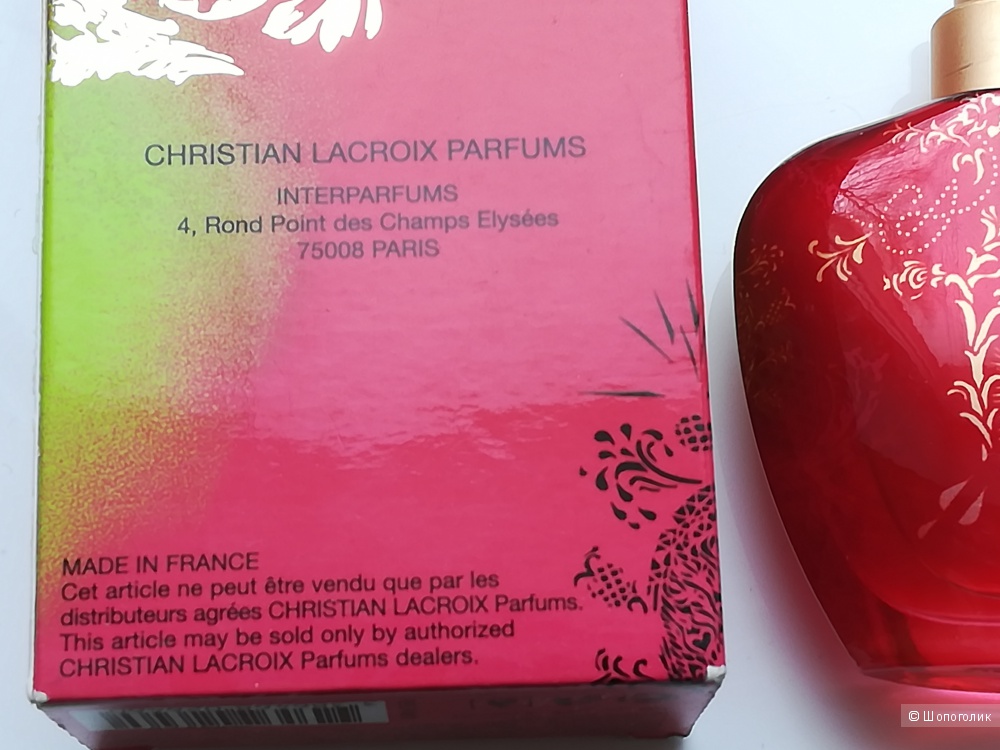 CHRISTIAN LACROIX PARFUMS
INTERPARFUMS
4, Rond Point des Champs Elysées
75008 PARIS
MADE IN FRANCE
Cet article ne peut être vendu que par les
distributeurs agrées CHRISTIAN LACROIX Parfums.
This article may be sold only by authorized
CHRISTIAN LACROIX Parfums dealers.
© Шопоголик